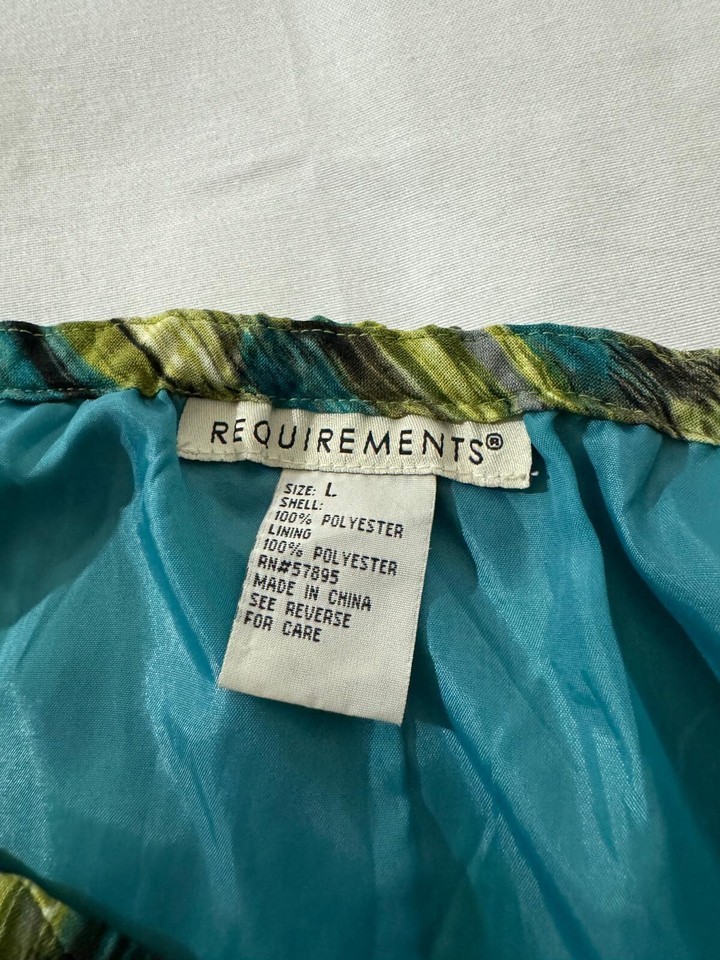 REQUIREMENTS®
SIZE: L
SHELL:
100% POLYESTER
LINING
100% POLYESTER
RN#57895
MADE IN CHINA
SEE REVERSE
FOR CARE